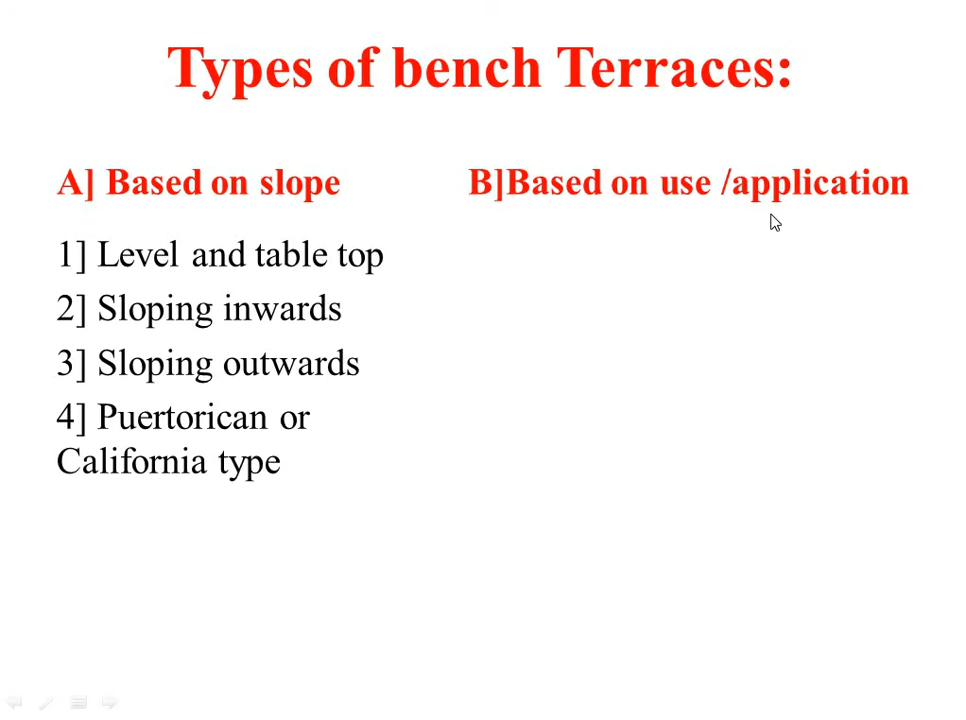 Types of bench Terraces:
A] Based on slope
B]Based on use /application
1] Level and table top
2] Sloping inwards
3] Sloping outwards
4] Puertorican or
California type